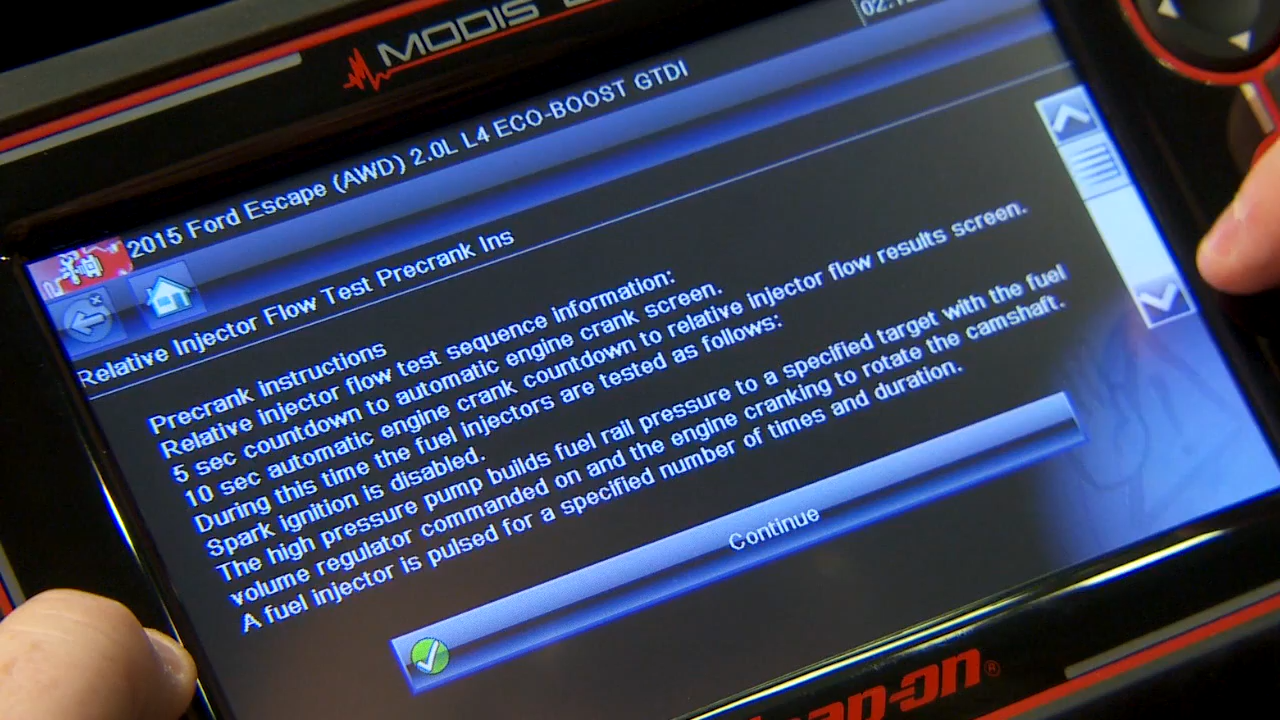 MODIS
02:1
2015 Ford Escape (AWD) 2.0L L4 ECO-BOOST GTDI
Relative Injector Flow Test Precrank Ins
Precrank instructions
Relative injector flow test sequence information:
5 sec countdown to automatic engine crank screen.
10 sec automatic engine crank countdown to relative injector flow results screen.
During this time the fuel injectors are tested as follows:
Spark ignition is disabled.
The high pressure pump builds fuel rail pressure to a specified target with the fuel
volume regulator commanded on and the engine cranking to rotate the camshaft.
A fuel injector is pulsed for a specified number of times and duration.
Continue
snap-on®